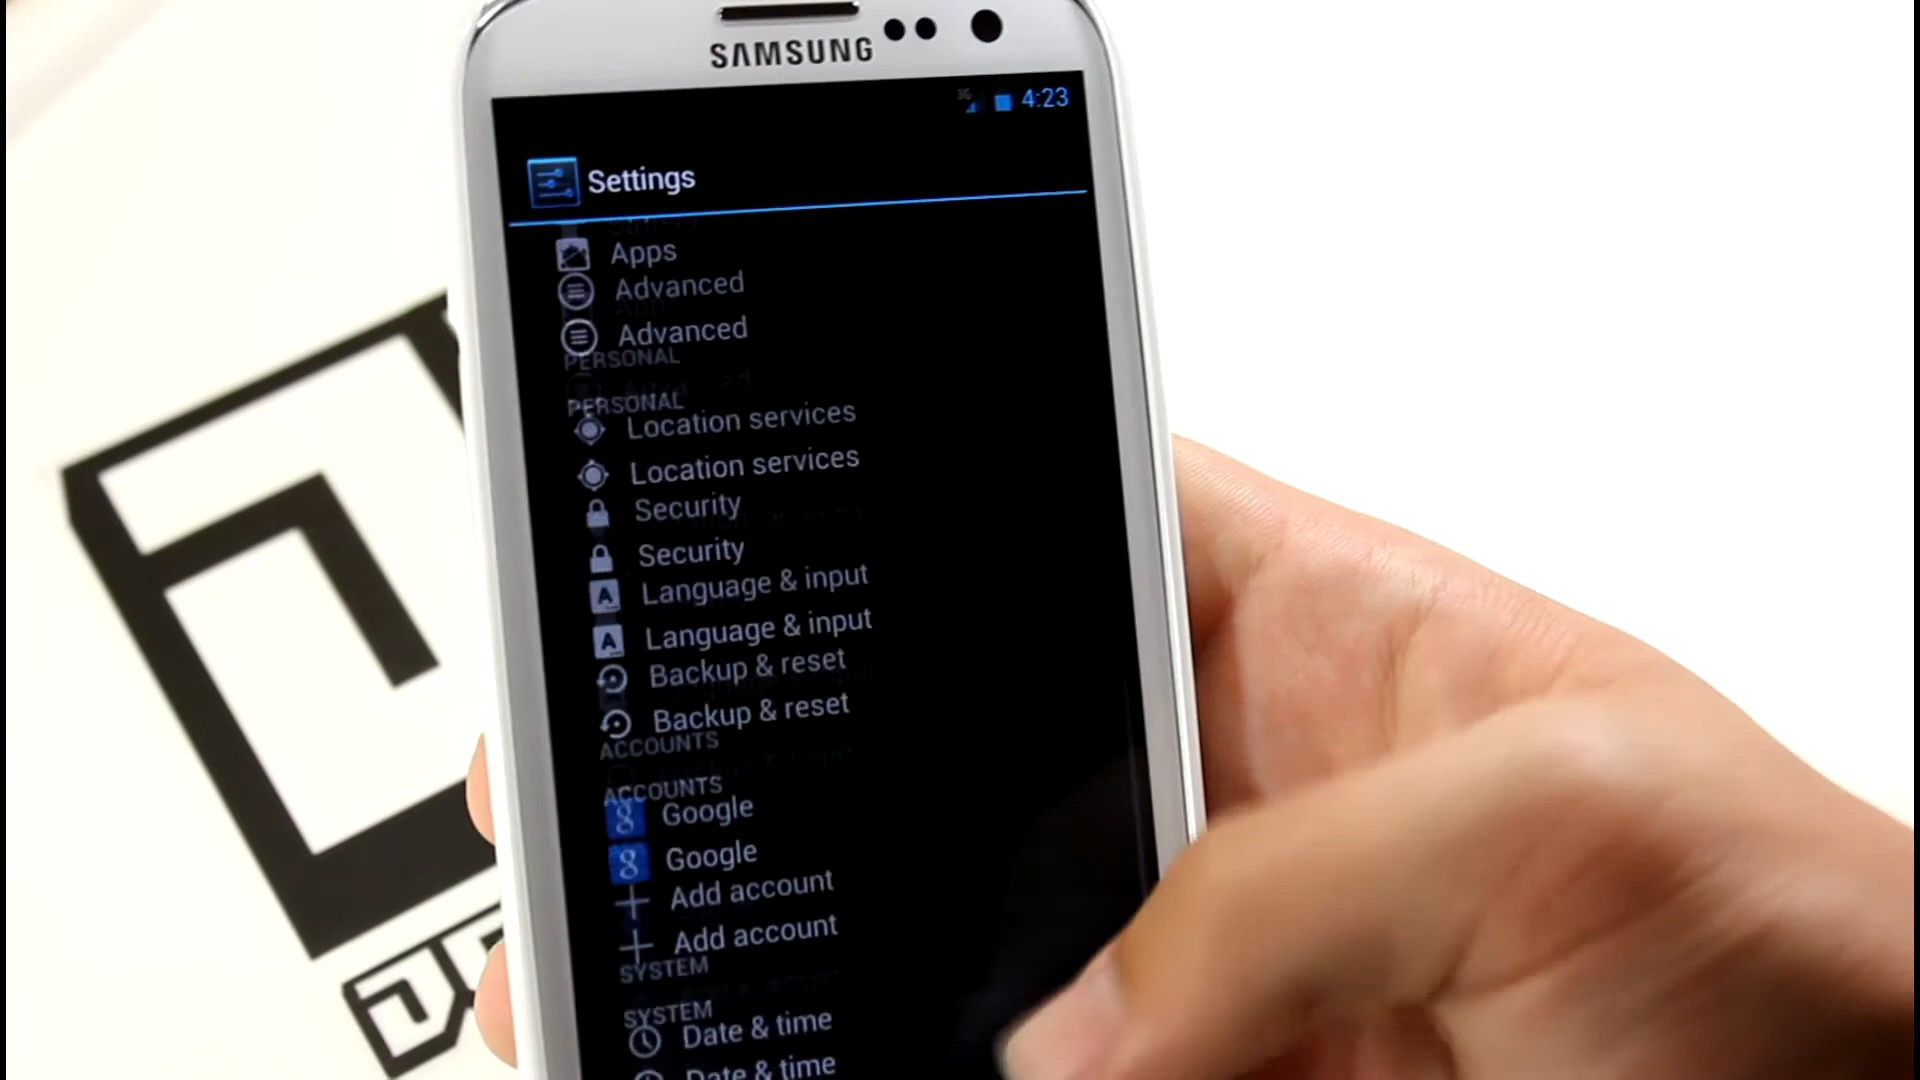 SAMSUNG
3G
4:23
Settings
Apps
Advanced
Advanced
PERSONAL
PERSONAL
Location services
Location services
Security
Security
Language & input
Language & input
Backup & reset
Backup & reset
ACCOUNTS
ACCOUNTS
Google
Google
Add account
Add account
SYSTEM
SYSTEM
Date & time
Date & time